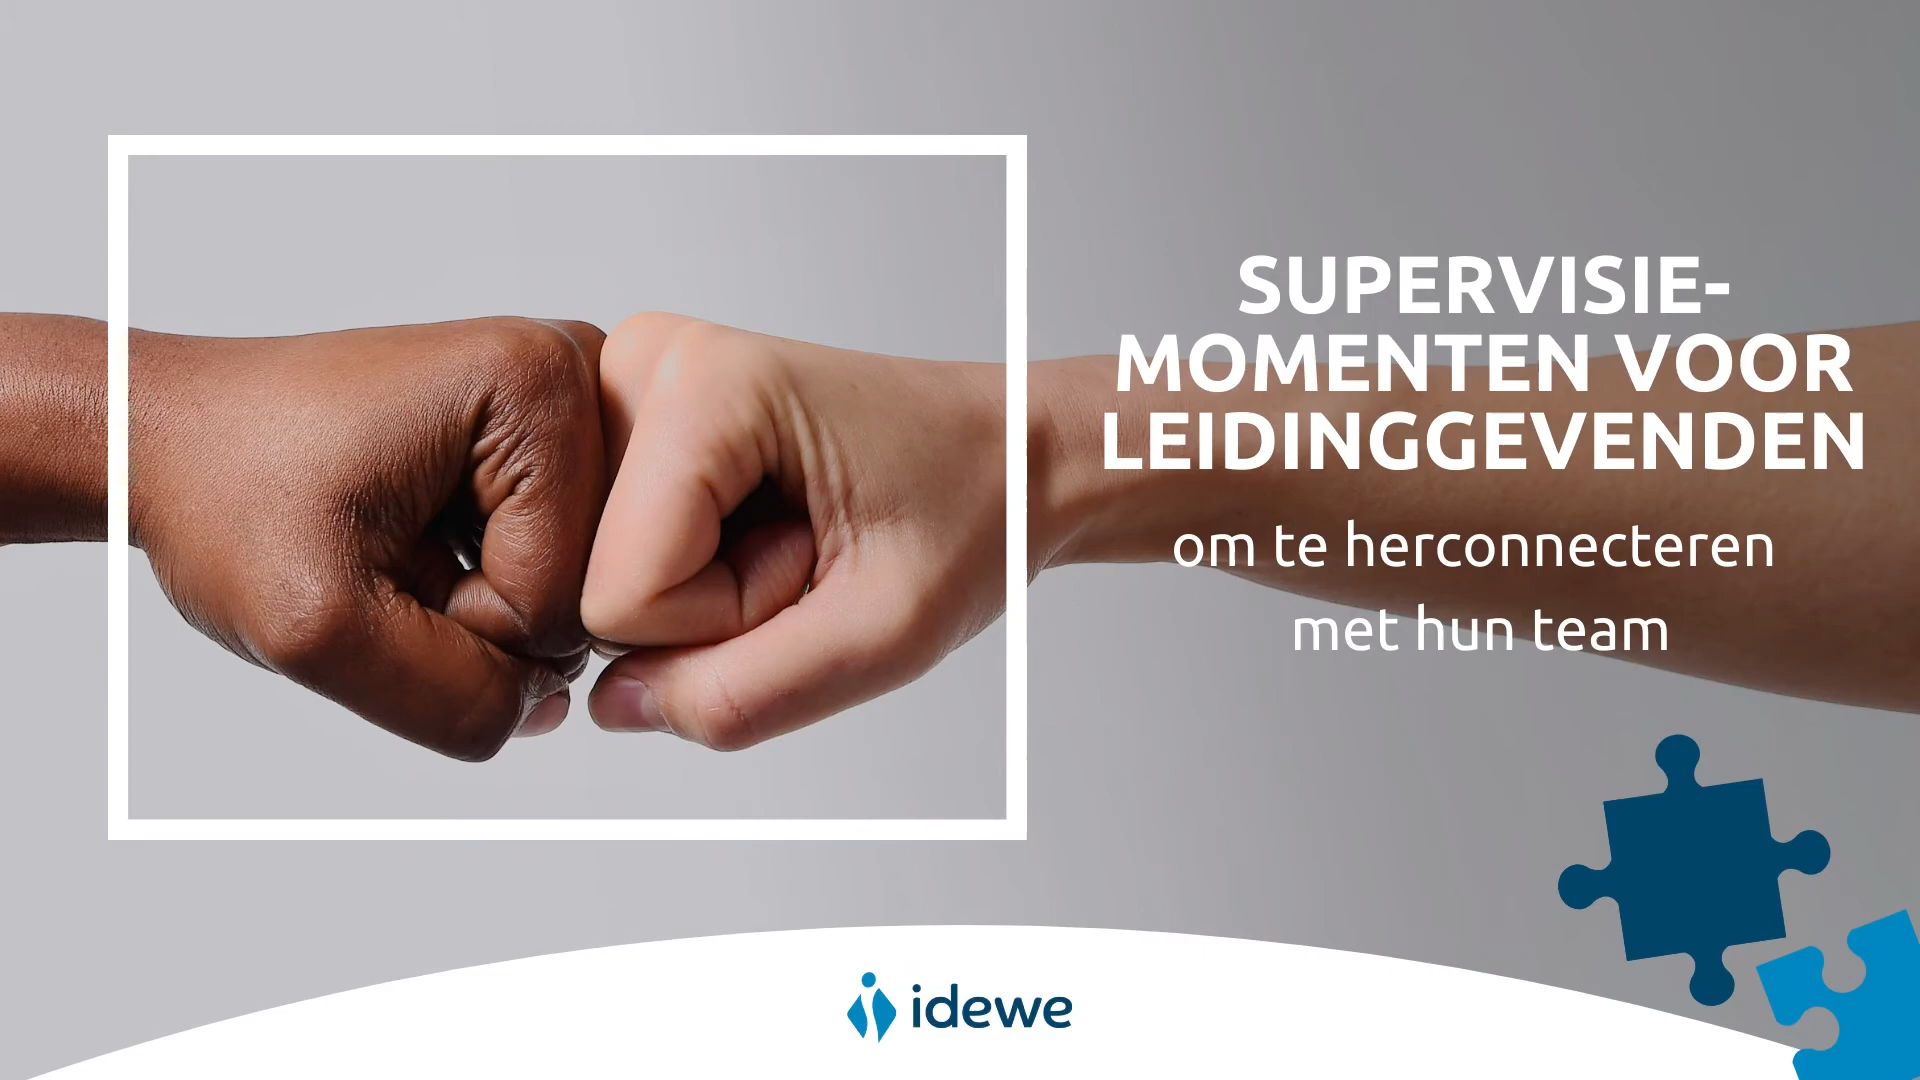 SUPERVISIE-
MOMENTEN VOOR
LEIDINGGEVENDEN
om te herconnecteren
met hun team
idewe